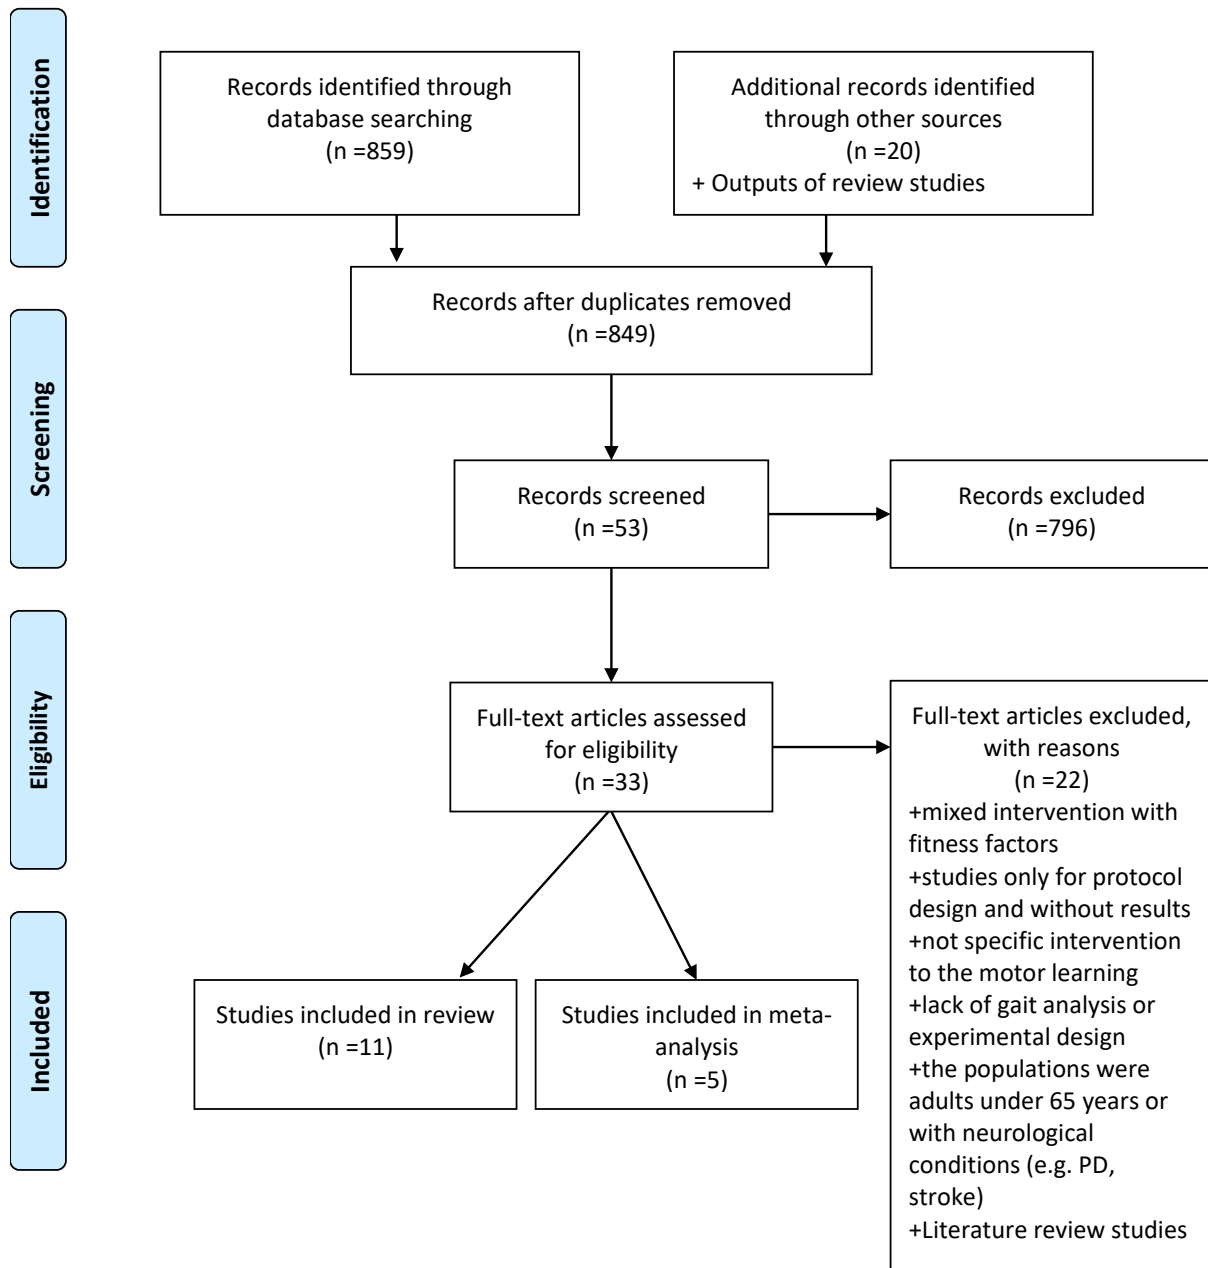 Identification
Records identified through
database searching
(n =859)
Additional records identified
through other sources
(n =20)
+ Outputs of review studies
Records after duplicates removed
(n =849)
Screening
Records screened
(n =53)
Records excluded
(n =796)
Eligibility
Full-text articles assessed
for eligibility
(n =33)
Full-text articles excluded,
with reasons
(n =22)
+mixed intervention with
fitness factors
+studies only for protocol
design and without results
+not specific intervention
to the motor learning
+lack of gait analysis or
experimental design
+the populations were
adults under 65 years or
with neurological
conditions (e.g. PD,
stroke)
+Literature review studies
Included
Studies included in review
(n =11)
Studies included in meta-
analysis
(n =5)